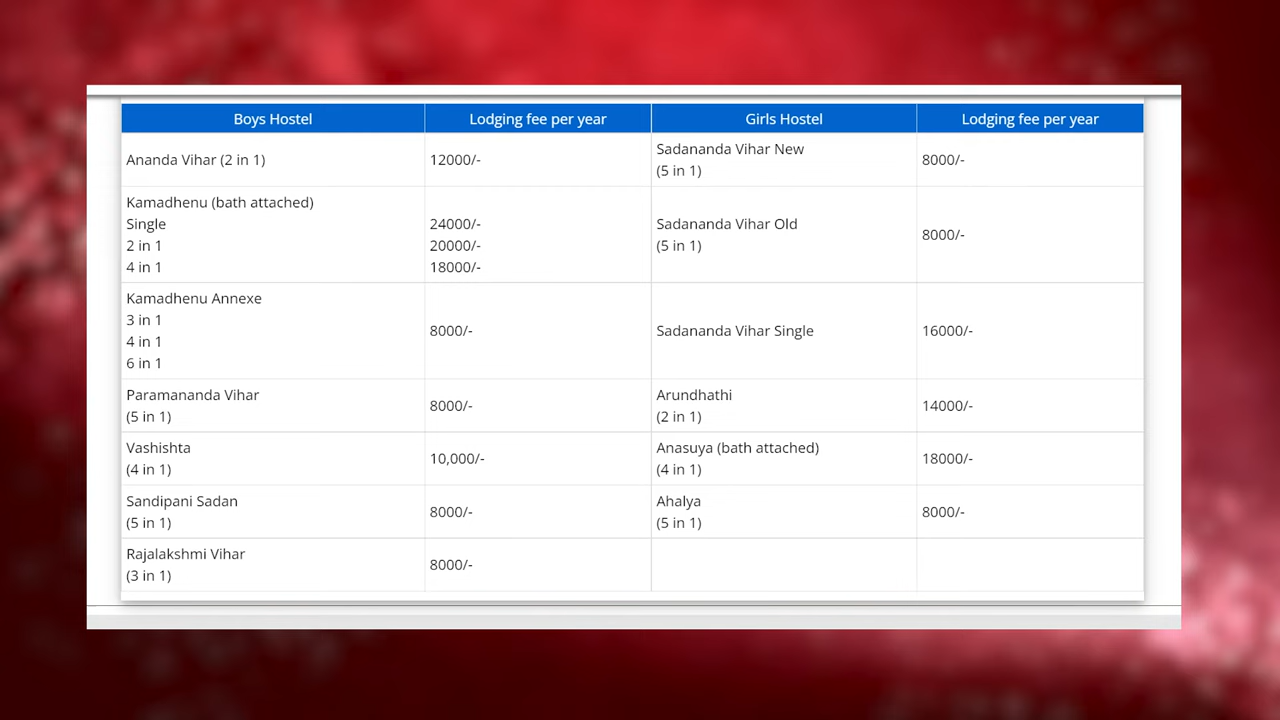 Boys Hostel Lodging fee per year Girls Hostel Lodging fee per year
Ananda Vihar (2 in 1) 12000/- Sadananda Vihar New
(5 in 1) 8000/-
Kamadhenu (bath attached)
Single
2 in 1
4 in 1
24000/-
20000/-
18000/-
Sadananda Vihar Old
(5 in 1)
8000/-
Kamadhenu Annexe
3 in 1
4 in 1
6 in 1
8000/-
Sadananda Vihar Single
16000/-
Paramananda Vihar
(5 in 1)
8000/-
Arundhathi
(2 in 1)
14000/-
Vashishta
(4 in 1)
10,000/-
Anasuya (bath attached)
(4 in 1)
18000/-
Sandipani Sadan
(5 in 1)
8000/-
Ahalya
(5 in 1)
8000/-
Rajalakshmi Vihar
(3 in 1)
8000/-